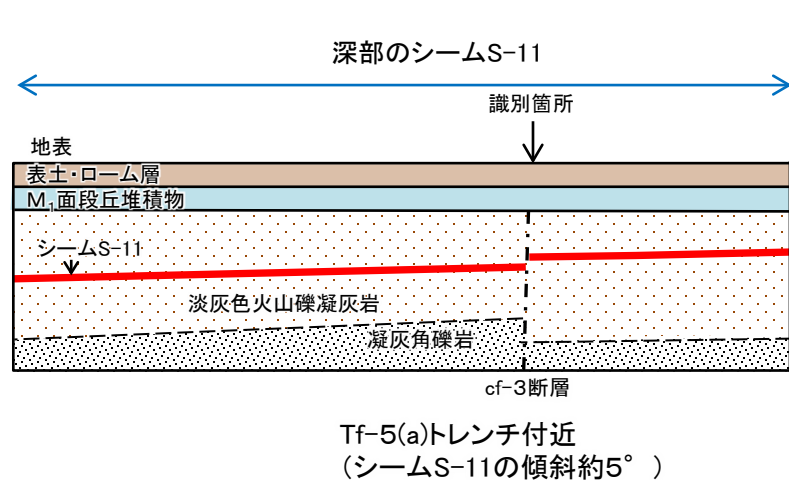 深部のシームS-11
識別箇所
地表
表土・ローム層
M₁面段丘堆積物
シームS-11
淡灰色火山礫凝灰岩
凝灰角礫岩
cf-3断層
Tf-5(a)トレンチ付近
(シームS-11の傾斜約5° )